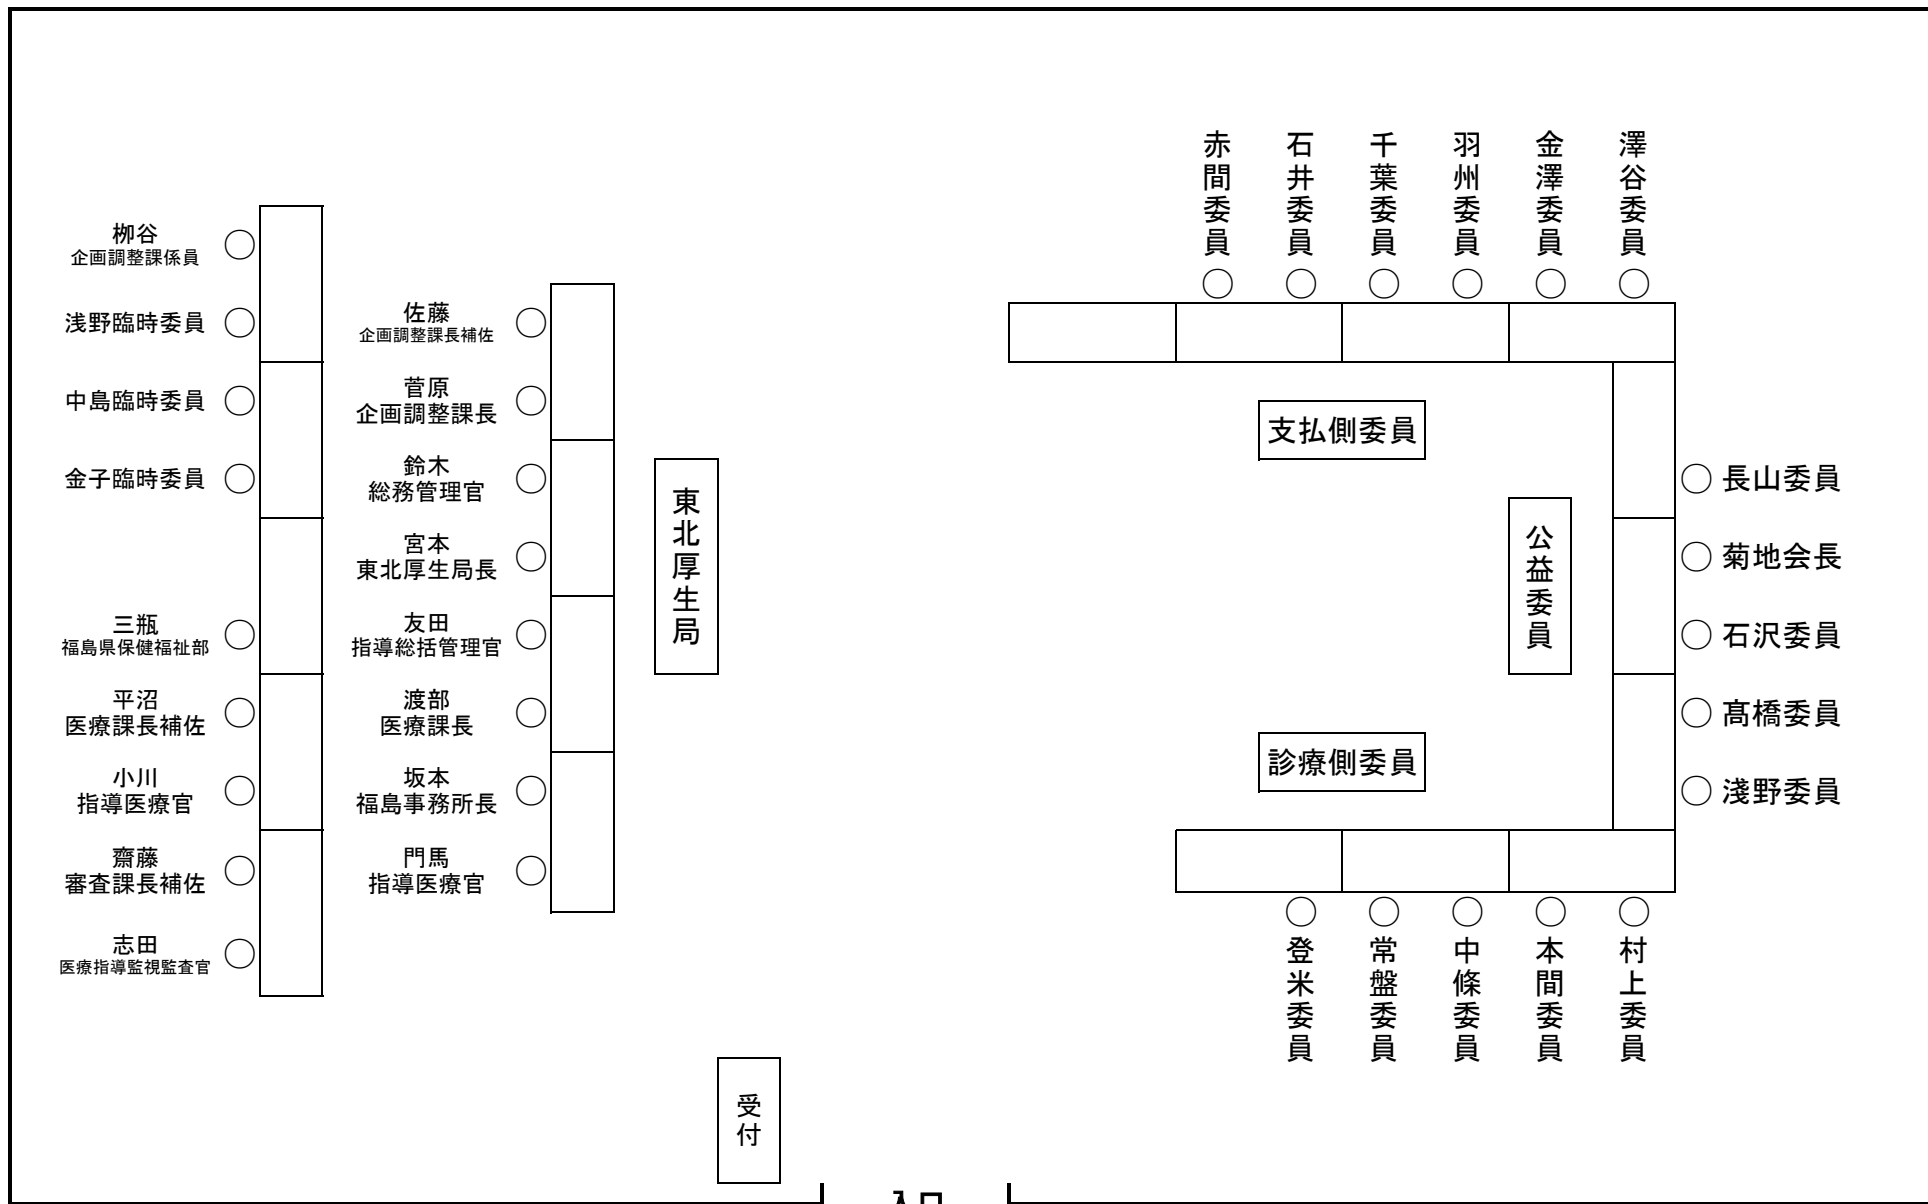 赤間委員
石井委員
千葉委員
羽州委員
金澤委員
澤谷委員
栁谷
企画調整課係員
浅野臨時委員
中島臨時委員
金子臨時委員
三瓶
福島県保健福祉部
平沼
医療課長補佐
小川
指導医療官
齋藤
審査課長補佐
志田
医療指導監視監査官
佐藤
企画調整課長補佐
菅原
企画調整課長
鈴木
総務管理官
宮本
東北厚生局長
友田
指導総括管理官
渡部
医療課長
坂本
福島事務所長
門馬
指導医療官
東北厚生局
支払側委員
公益委員
診療側委員
長山委員
菊地会長
石沢委員
髙橋委員
淺野委員
登米委員
常盤委員
中條委員
本間委員
村上委員
受付
入口